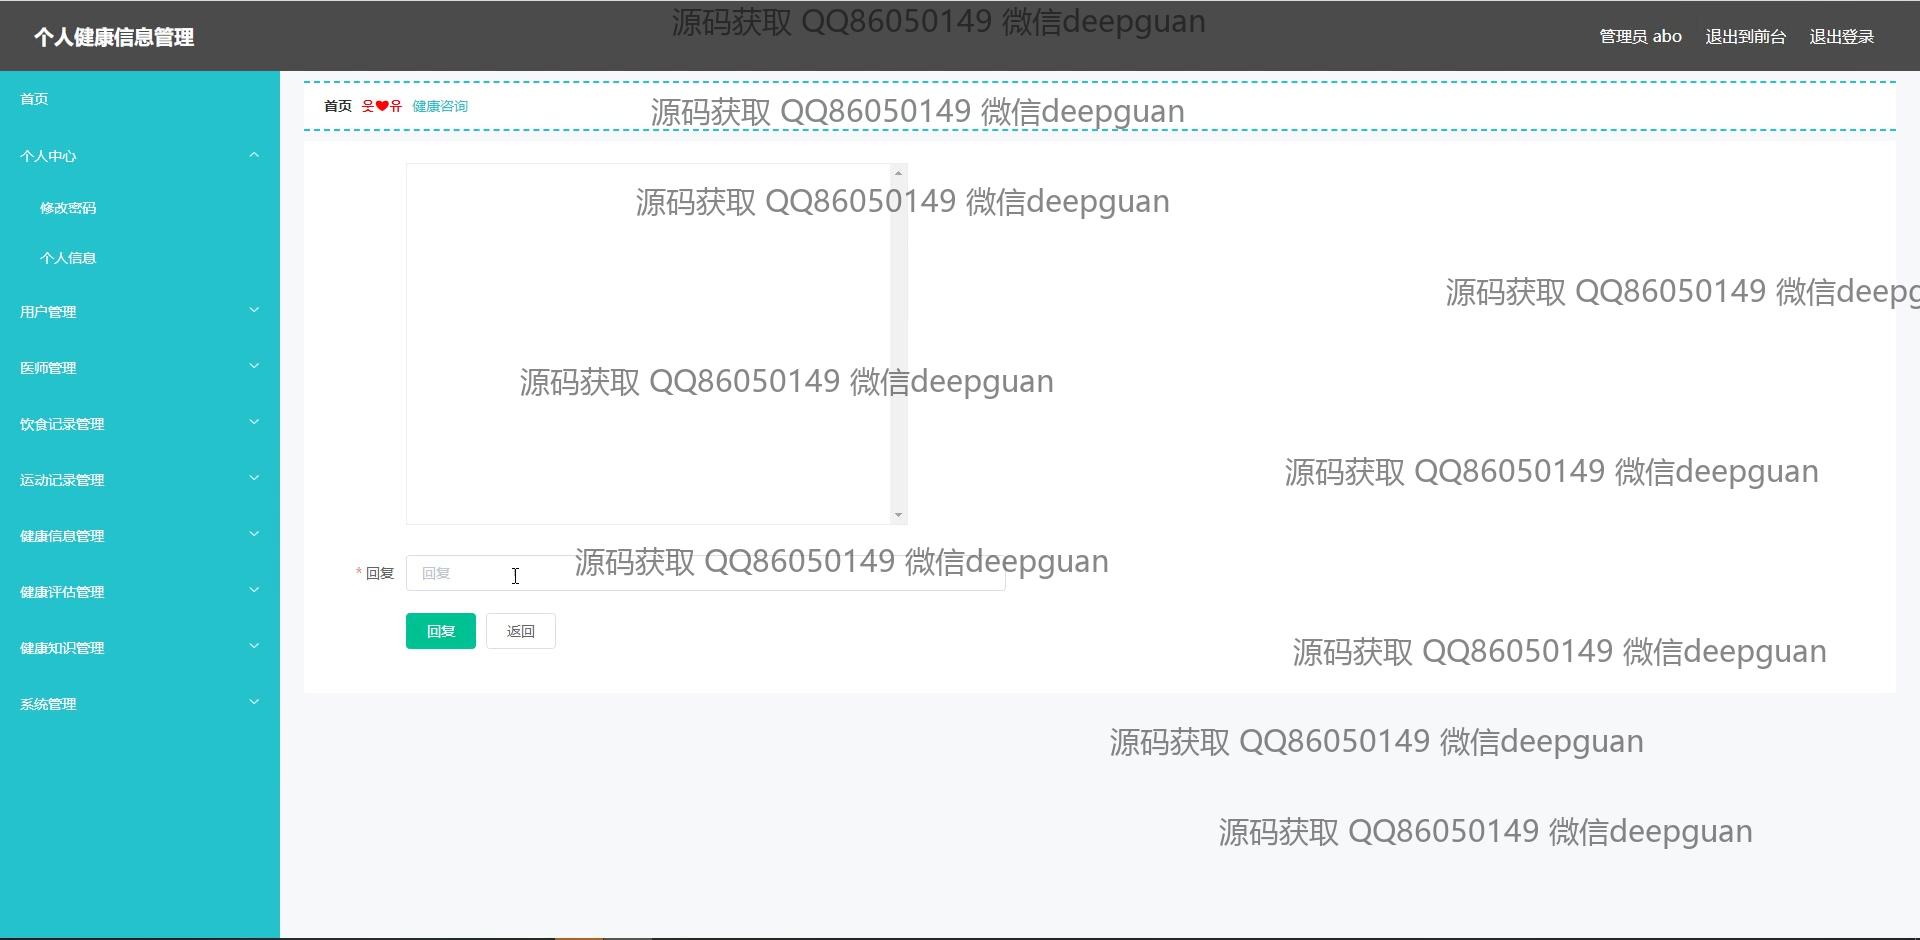 源码获取 QQ86050149 微信deepguan
个人健康信息管理
管理员 abo 退出到前台 退出登录
首页
个人中心
修改密码
个人信息
用户管理
医师管理
饮食记录管理
运动记录管理
健康信息管理
健康评估管理
健康知识管理
系统管理
首页 웃❤유 健康咨询
源码获取 QQ86050149 微信deepguan
源码获取 QQ86050149 微信deepguan
源码获取 QQ86050149 微信deepg
源码获取 QQ86050149 微信deepguan
源码获取 QQ86050149 微信deepguan
源码获取 QQ86050149 微信deepguan
* 回复 回复
回复 返回
源码获取 QQ86050149 微信deepguan
源码获取 QQ86050149 微信deepguan
源码获取 QQ86050149 微信deepguan